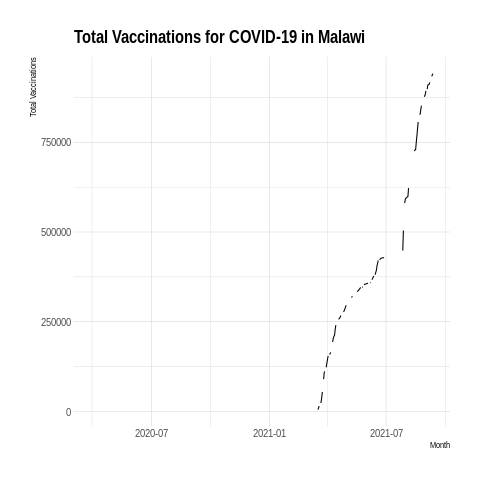 Total Vaccinations for COVID-19 in Malawi
Total Vaccinations
750000
500000
250000
0
2020-07 2021-01 2021-07
Month